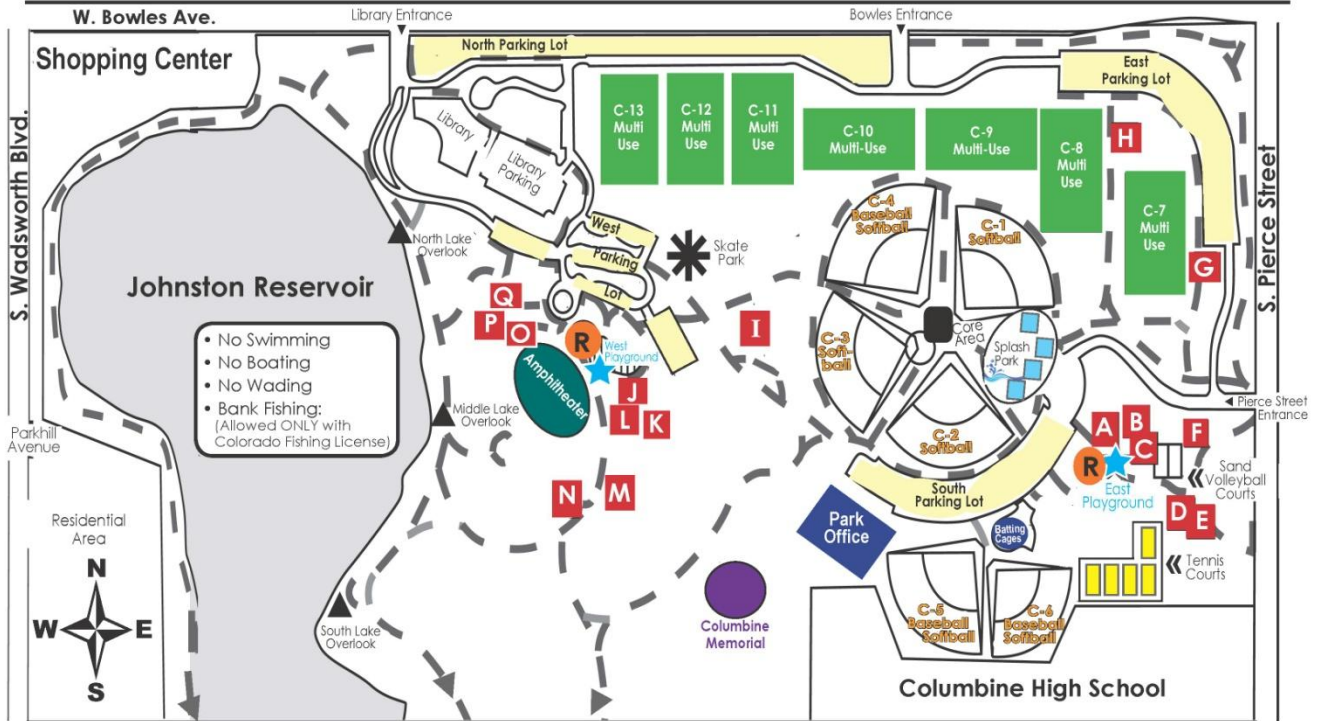 W. Bowles Ave.
Library Entrance
Bowles Entrance
Shopping Center
North Parking Lot
East
Parking Lot
S. Wadsworth Blvd.
S. Pierce Street
Library
Library
Parking
C-13
Multi
Use
C-12
Multi
Use
C-11
Multi
Use
C-10
Multi-Use
C-9
Multi-Use
C-8
Multi
Use
H
C-7
Multi
Use
G
C-4
Baseball
Softball
C-1
Softball
North Lake
Overlook
West
Parking
Lot
Skate
Park
Johnston Reservoir
• No Swimming
• No Boating
• No Wading
• Bank Fishing:
(Allowed ONLY with
Colorado Fishing License)
Q
P
O
R
West
Playground
I
C-3
Soft-
ball
Core
Area
Splash
Park
Amphitheater
J
L
K
Middle Lake
Overlook
C-2
Softball
Pierce Street
Entrance
Parkhill
Avenue
A
B
C
F
R
East
Playground
Sand
Volleyball
Courts
N
M
South
Parking Lot
D
E
Residential
Area
Park
Office
Batting
Cages
Tennis
Courts
N
W
E
S
South Lake
Overlook
Columbine
Memorial
C-5
Baseball
Softball
C-6
Baseball
Softball
Columbine High School